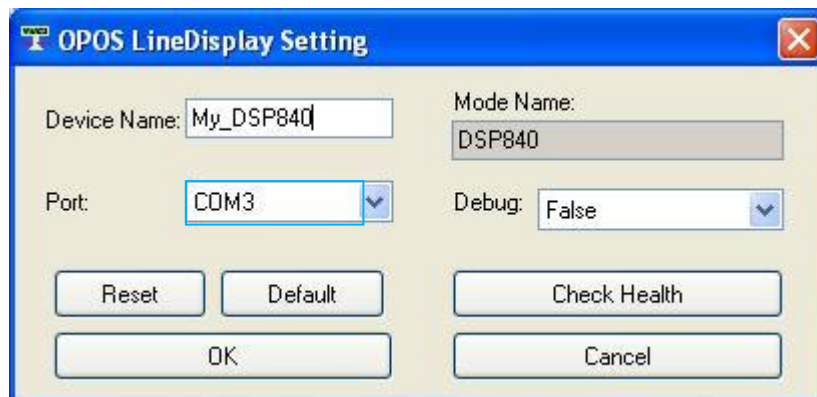 OPOS LineDisplay Setting
Device Name: My_DSP840
Mode Name:
DSP840
Port: COM3
Debug: False
Reset Default Check Health
OK Cancel